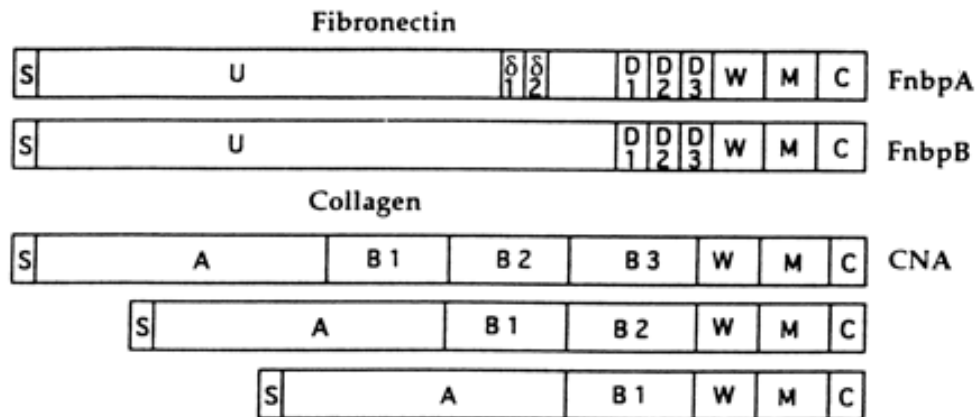 Fibronectin
S U δ1 δ2 D1 D2 D3 W M C FnbpA
S U D1 D2 D3 W M C FnbpB
Collagen
S A B1 B2 B3 W M C CNA
S A B1 B2 W M C
S A B1 W M C